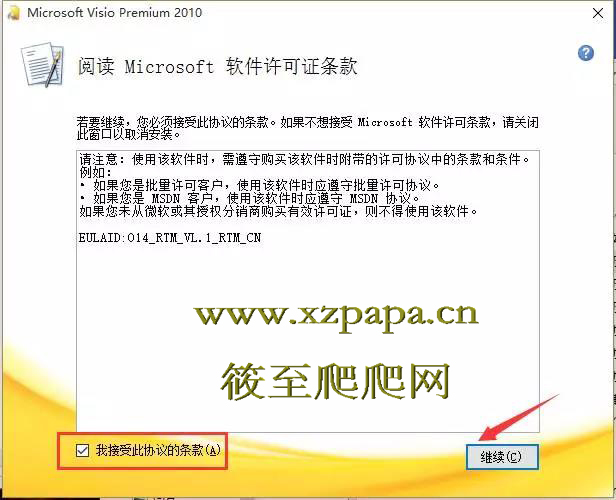 Microsoft Visio Premium 2010
阅读 Microsoft 软件许可证条款
若要继续，您必须接受此协议的条款。如果不想接受 Microsoft 软件许可条款，请关闭
此窗口以取消安装。
请注意：使用该软件时，需遵守购买该软件时附带的许可协议中的条款和条件。
例如：
• 如果您是批量许可客户，使用该软件时应遵守批量许可协议。
• 如果您是 MSDN 客户，使用该软件时应遵守 MSDN 协议。
如果您未从微软或其授权分销商购买有效许可证，则不得使用该软件。
EULAID:O14_RTM_VL.1_RTM_CN
www.xzpapa.cn
筱至爬爬网
我接受此协议的条款(A)
继续(C)